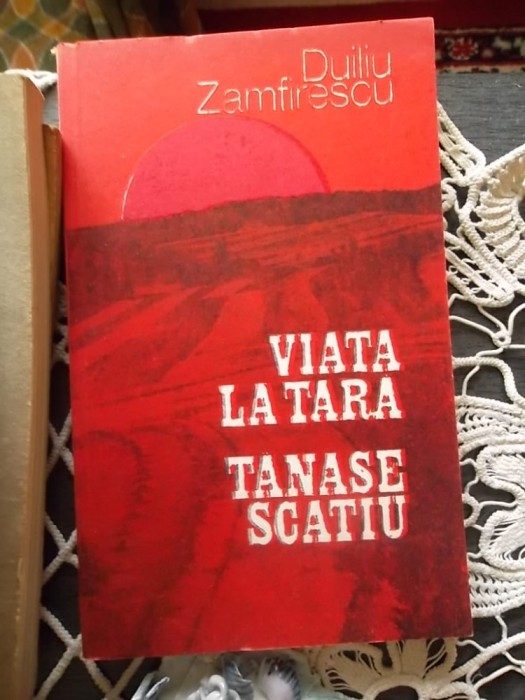 Duiliu
Zamfirescu
VIATA
LA TARA
TANASE
SCATIU